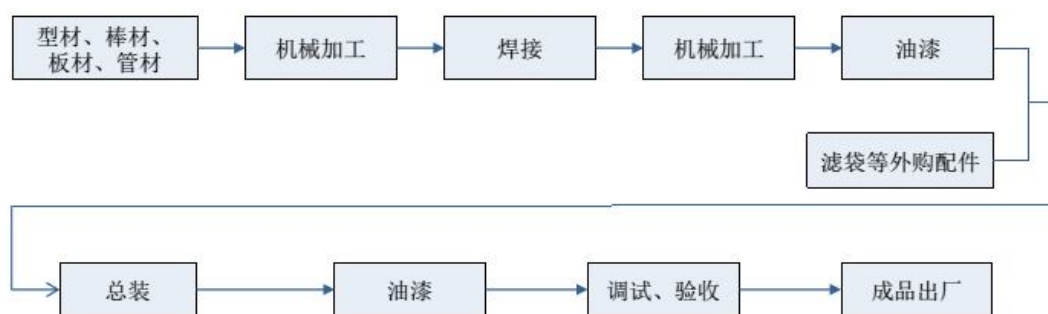 型材、棒材、
板材、管材
机械加工
焊接
机械加工
油漆
滤袋等外购配件
总装
油漆
调试、验收
成品出厂